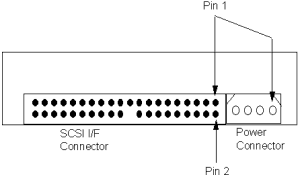 Pin 1
SCSI I/F
Connector
Power
Connector
Pin 2